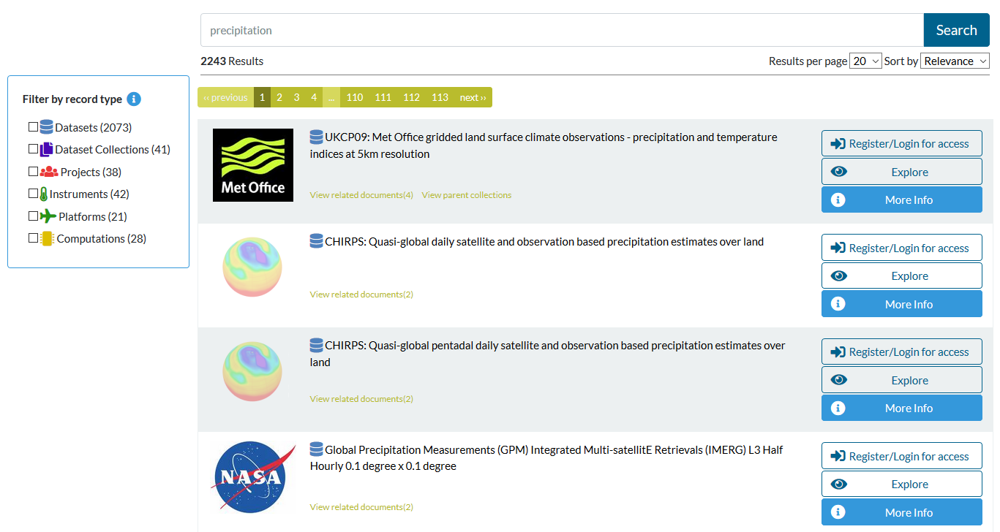 precipitation
Search
2243 Results
Results per page 20 Sort by Relevance
Filter by record type
Datasets (2073)
Dataset Collections (41)
Projects (38)
Instruments (42)
Platforms (21)
Computations (28)
‹‹ previous 1 2 3 4 ... 110 111 112 113 next ››
Met Office
UKCP09: Met Office gridded land surface climate observations - precipitation and temperature
indices at 5km resolution
View related documents(4) View parent collections
Register/Login for access
Explore
More Info
CHIRPS: Quasi-global daily satellite and observation based precipitation estimates over land
View related documents(2)
Register/Login for access
Explore
More Info
CHIRPS: Quasi-global pentadal daily satellite and observation based precipitation estimates over
land
View related documents(2)
Register/Login for access
Explore
More Info
NASA
Global Precipitation Measurements (GPM) Integrated Multi-satellitE Retrievals (IMERG) L3 Half
Hourly 0.1 degree x 0.1 degree
View related documents(2)
Register/Login for access
Explore
More Info